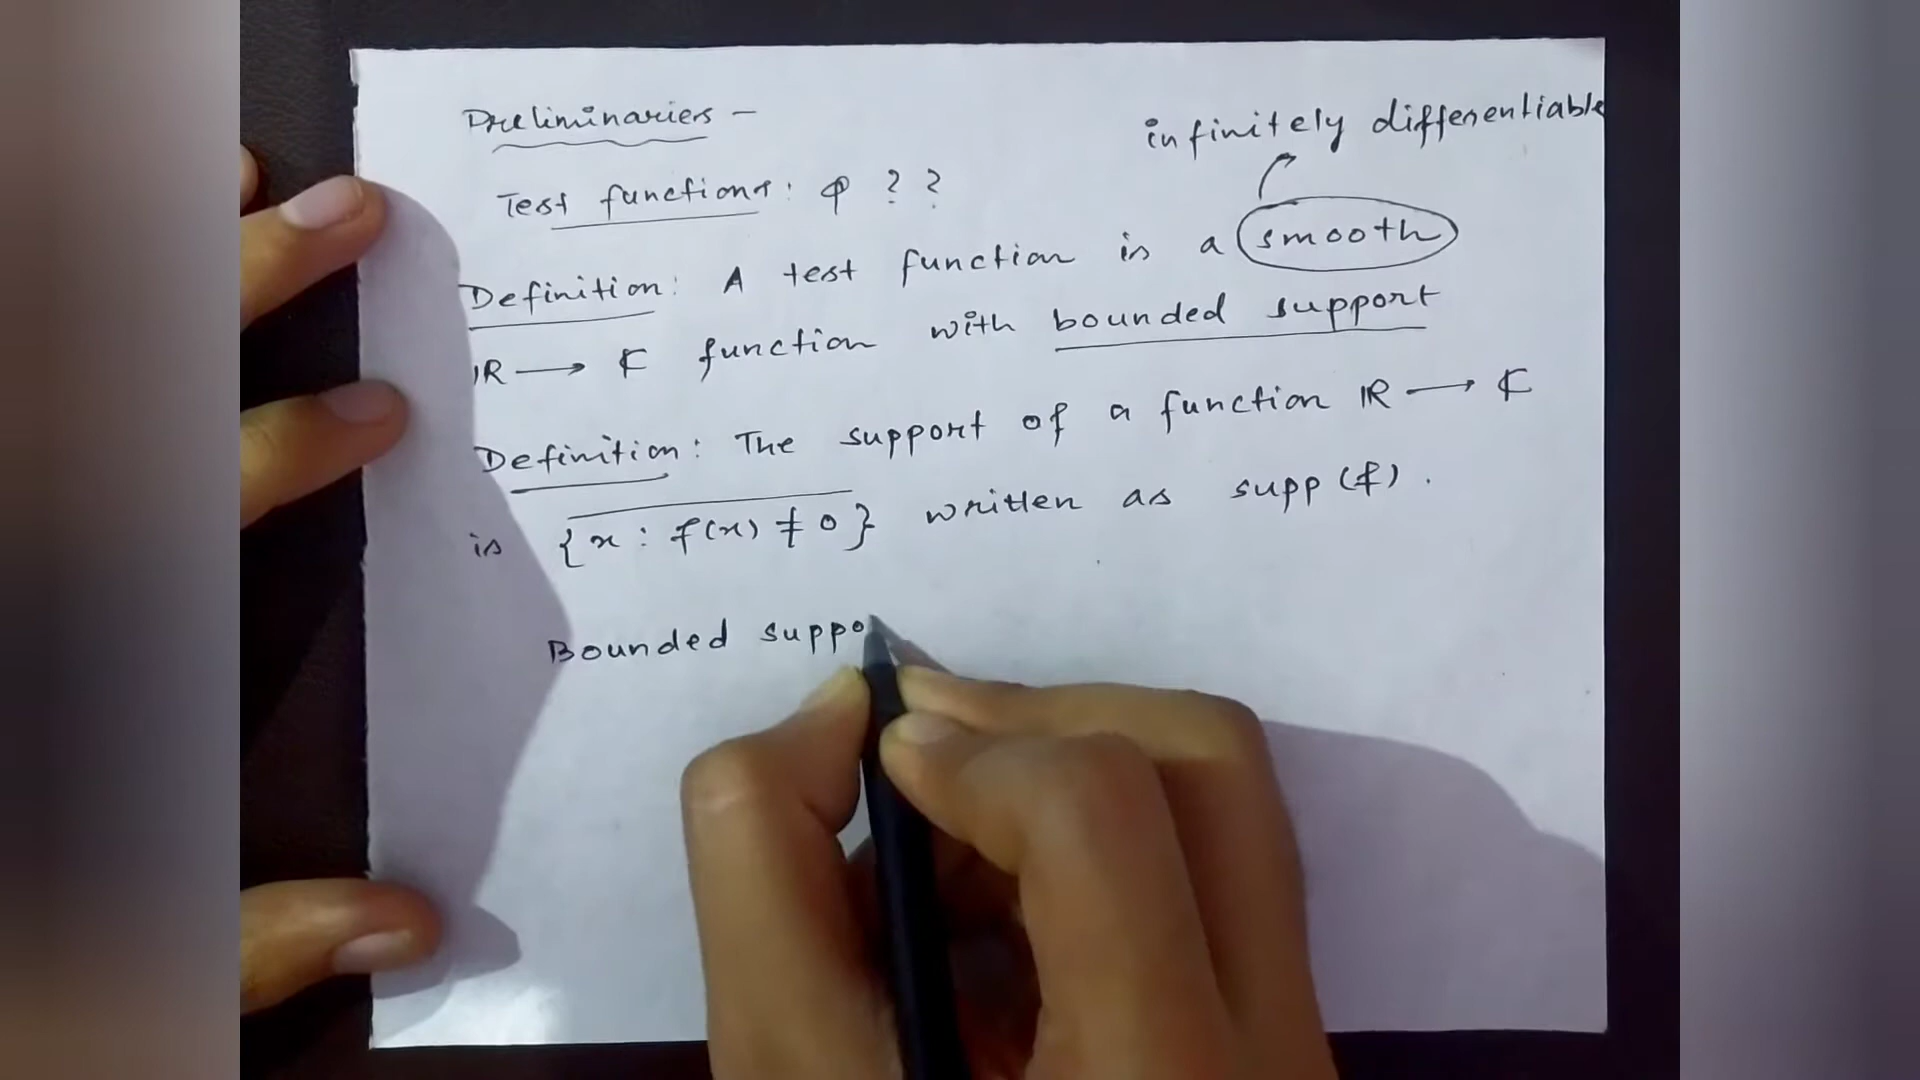 Preliminaries –
infinitely differentiable
Test functions: φ ? ?
Definition: A test function is a smooth
ℝ → ℂ function with bounded support
Definition: The support of a function ℝ → ℂ
is {x : f(x) ≠ 0} written as supp (f).
Bounded suppo